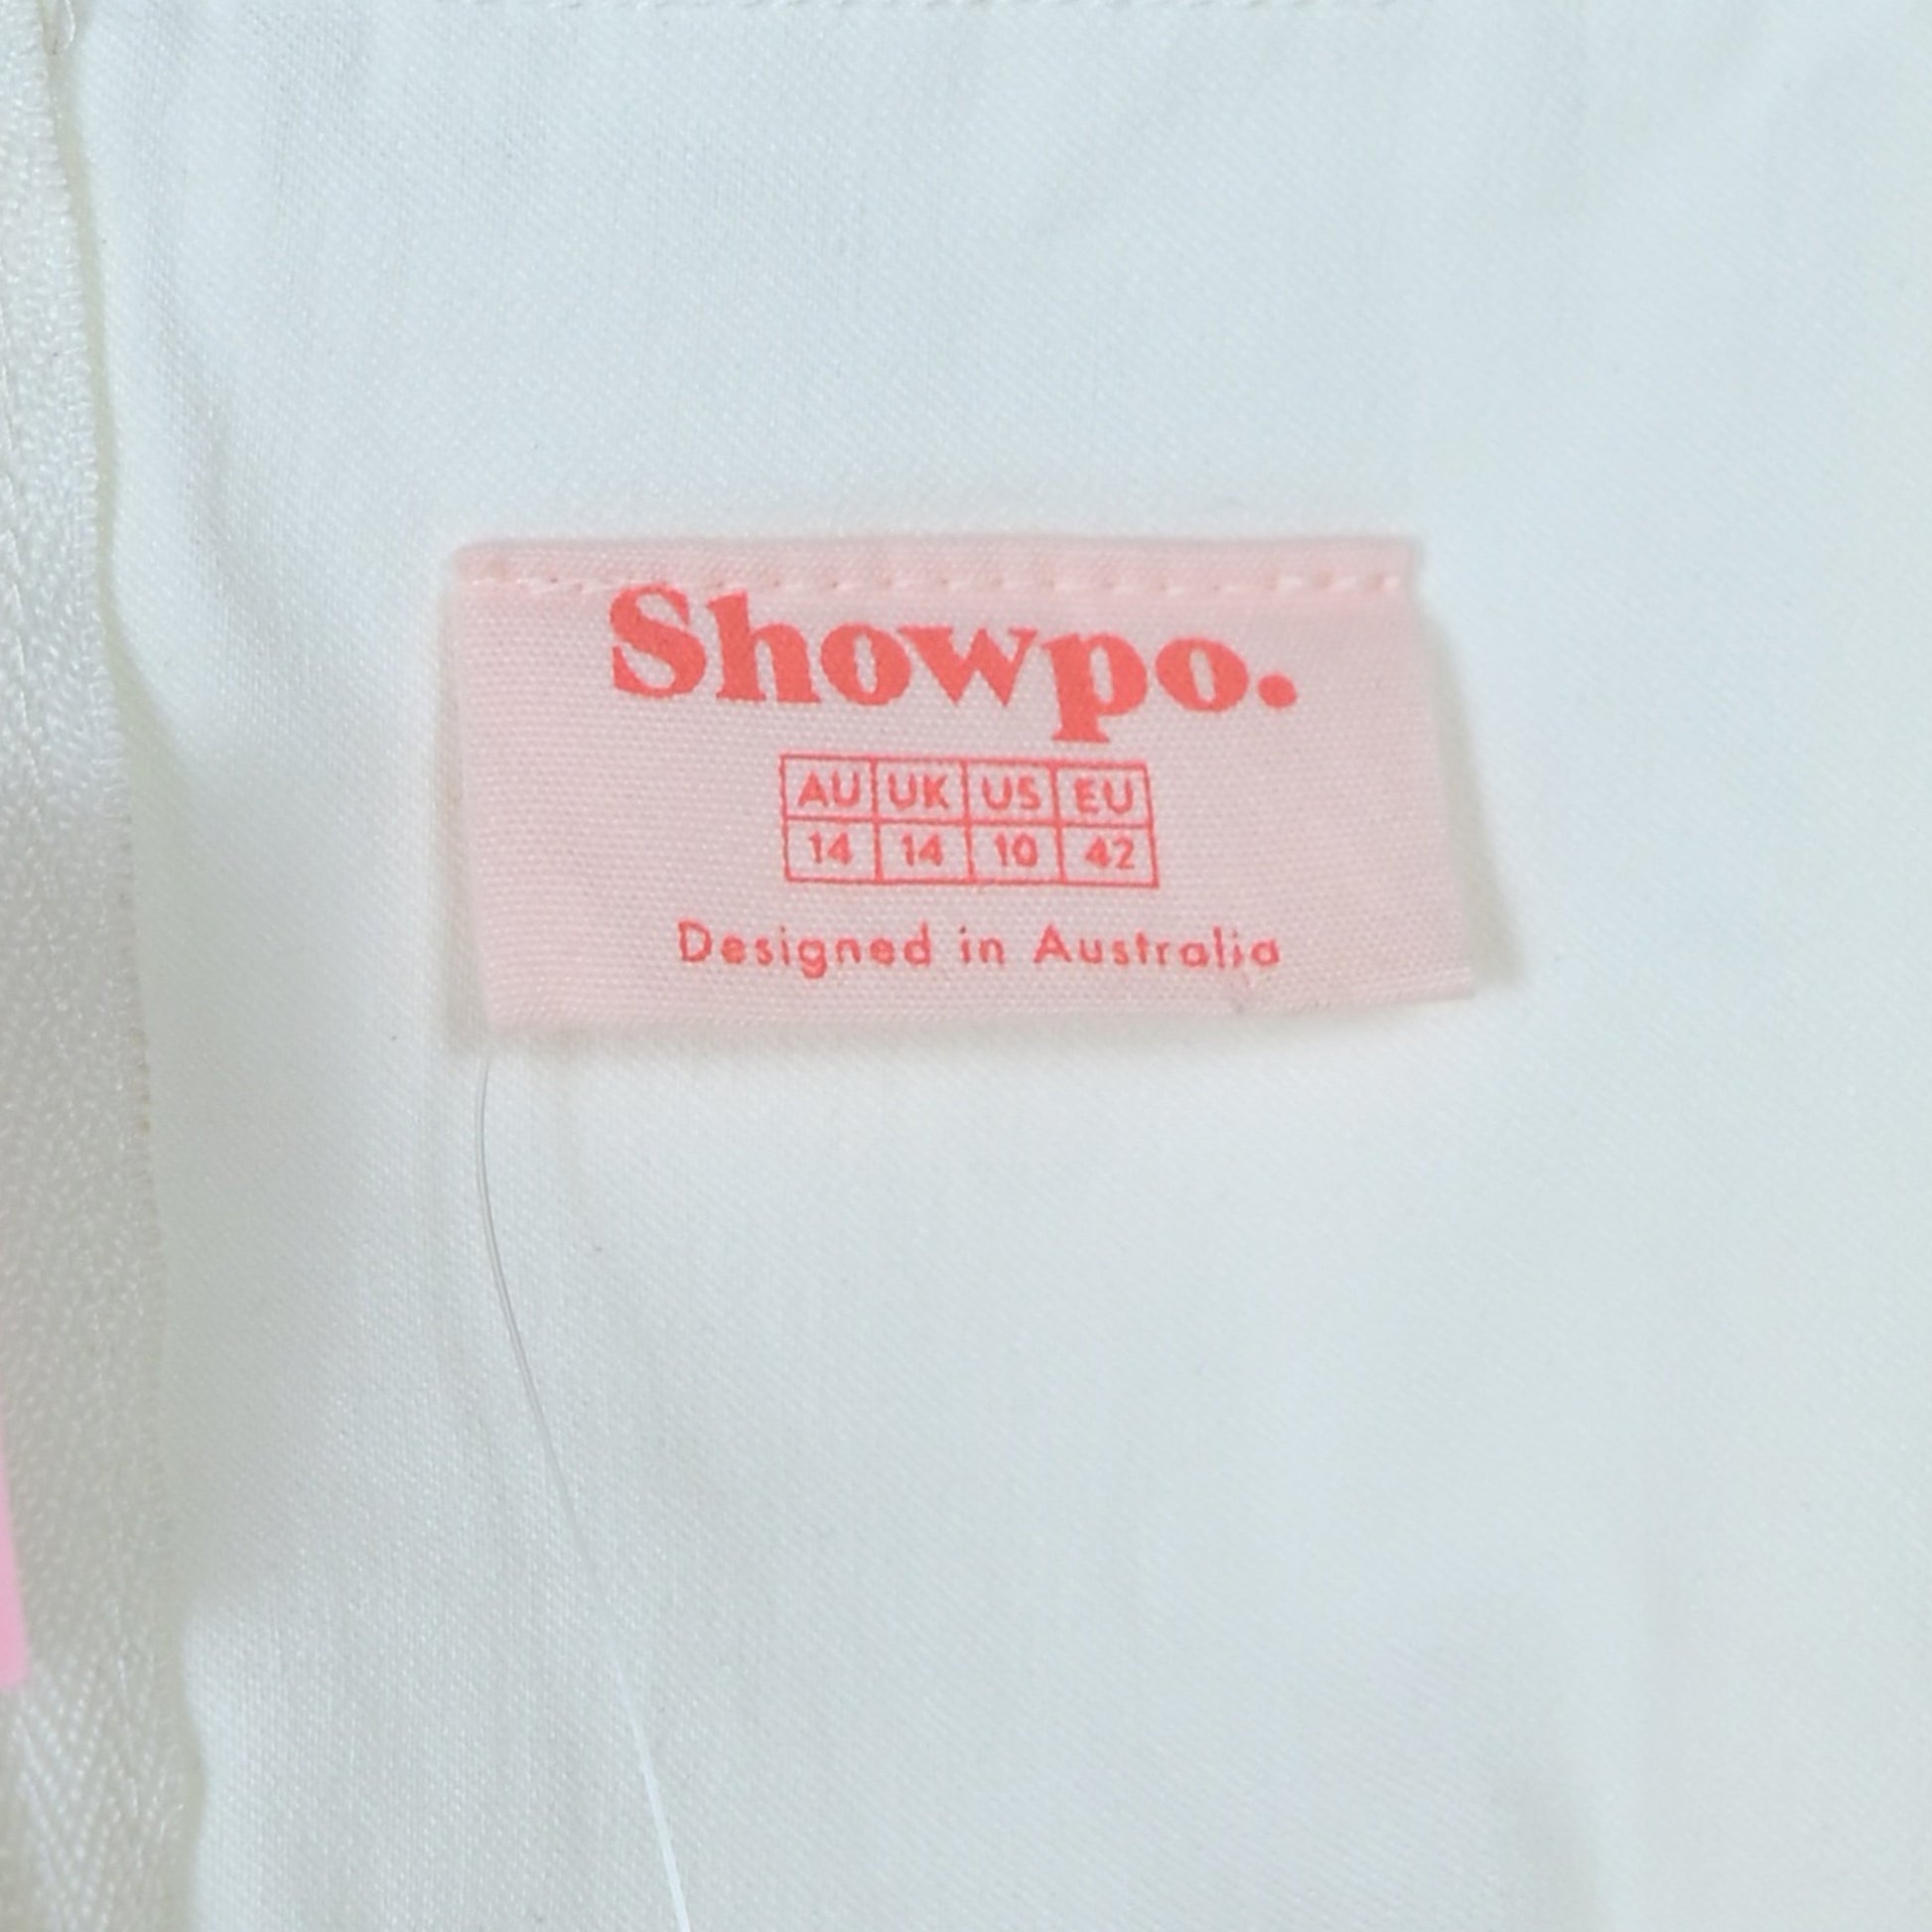 Showpo.
AU UK US EU
14 14 10 42
Designed in Australia